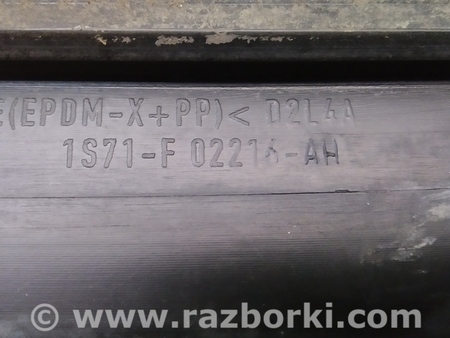 E(EPDM-X+PP)< D2L4A
1S71-F 02216-AH
© www.razborki.com